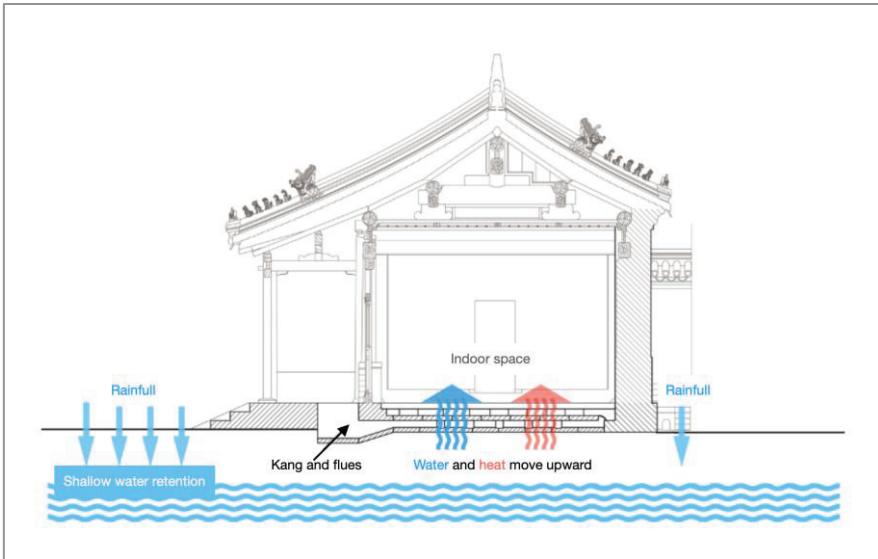 Indoor space
Rainfull
Rainfull
Kang and flues
Water and heat move upward
Shallow water retention